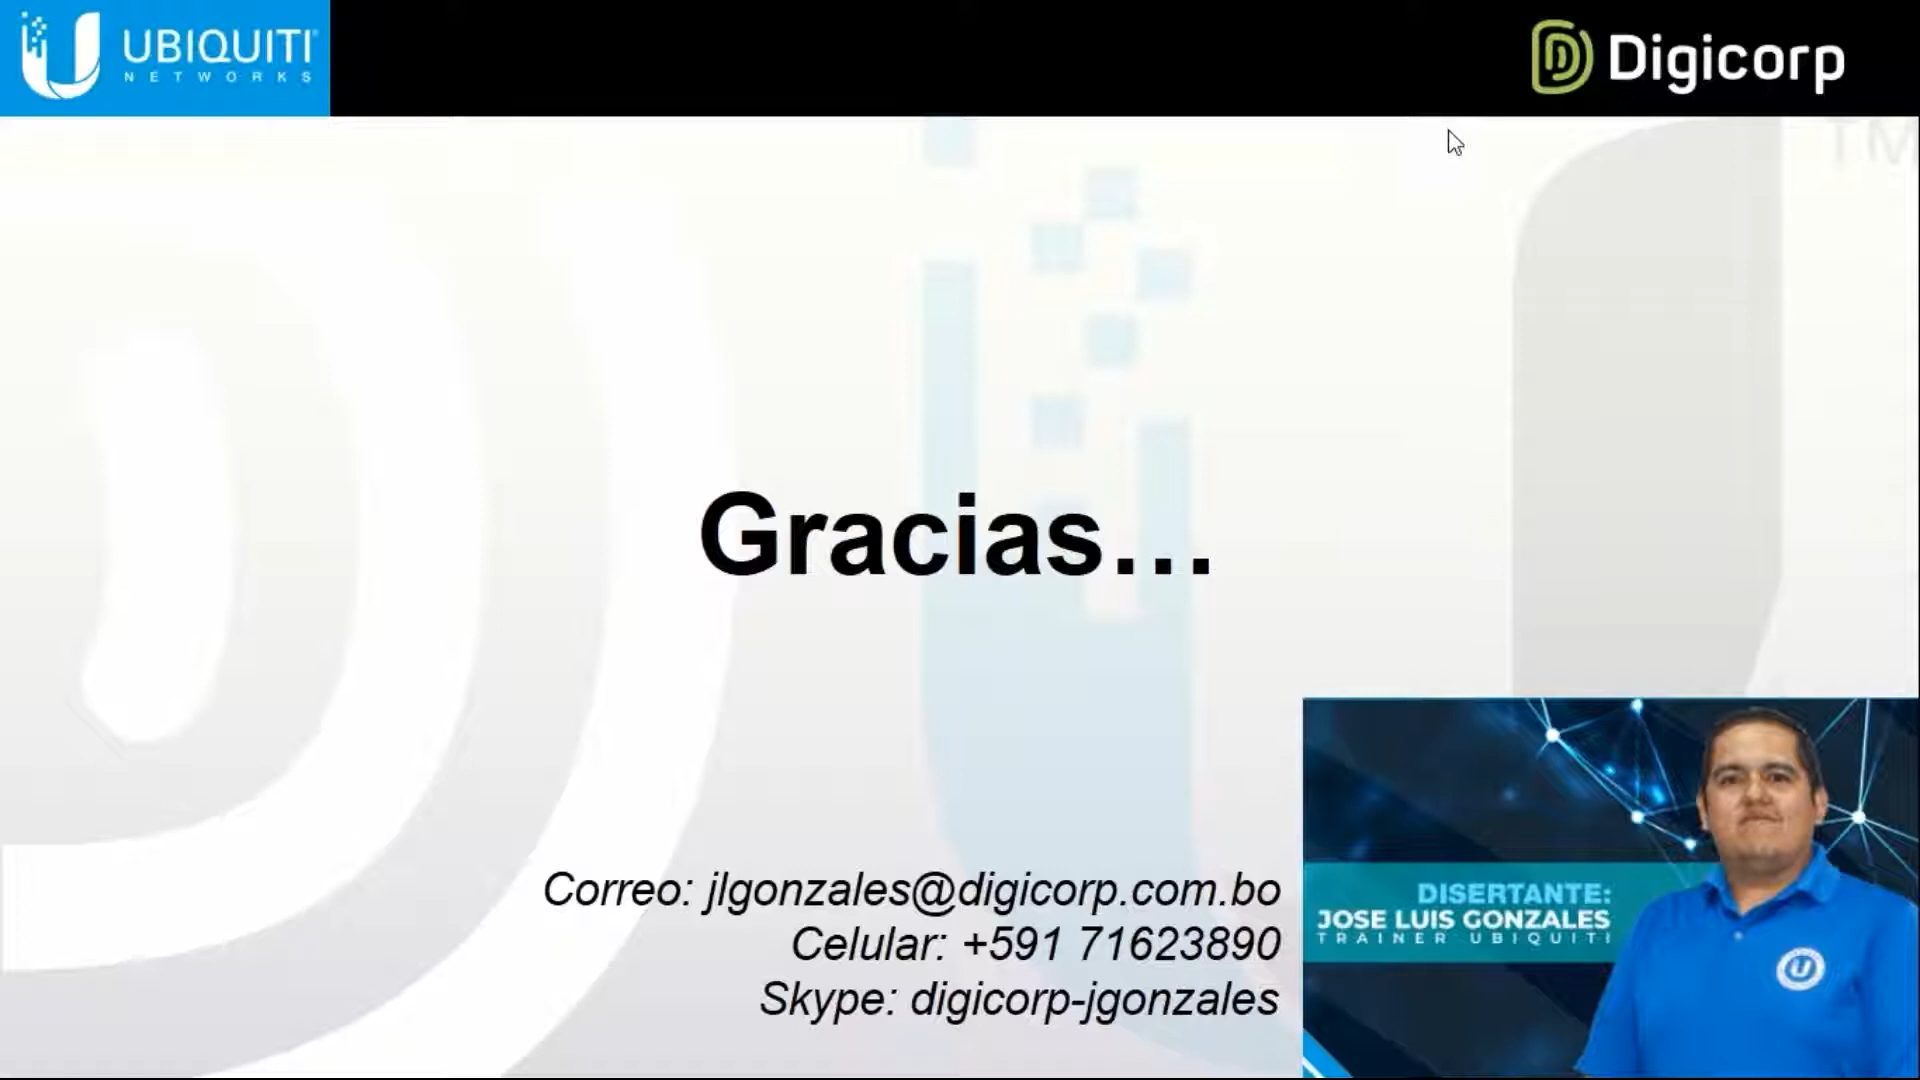 UBIQUITI
NETWORKS
Digicorp
TM
Gracias...
Correo: jlgonzales@digicorp.com.bo
Celular: +591 71623890
Skype: digicorp-jgonzales
DISERTANTE:
JOSE LUIS GONZALES
TRAINER UBIQUITI